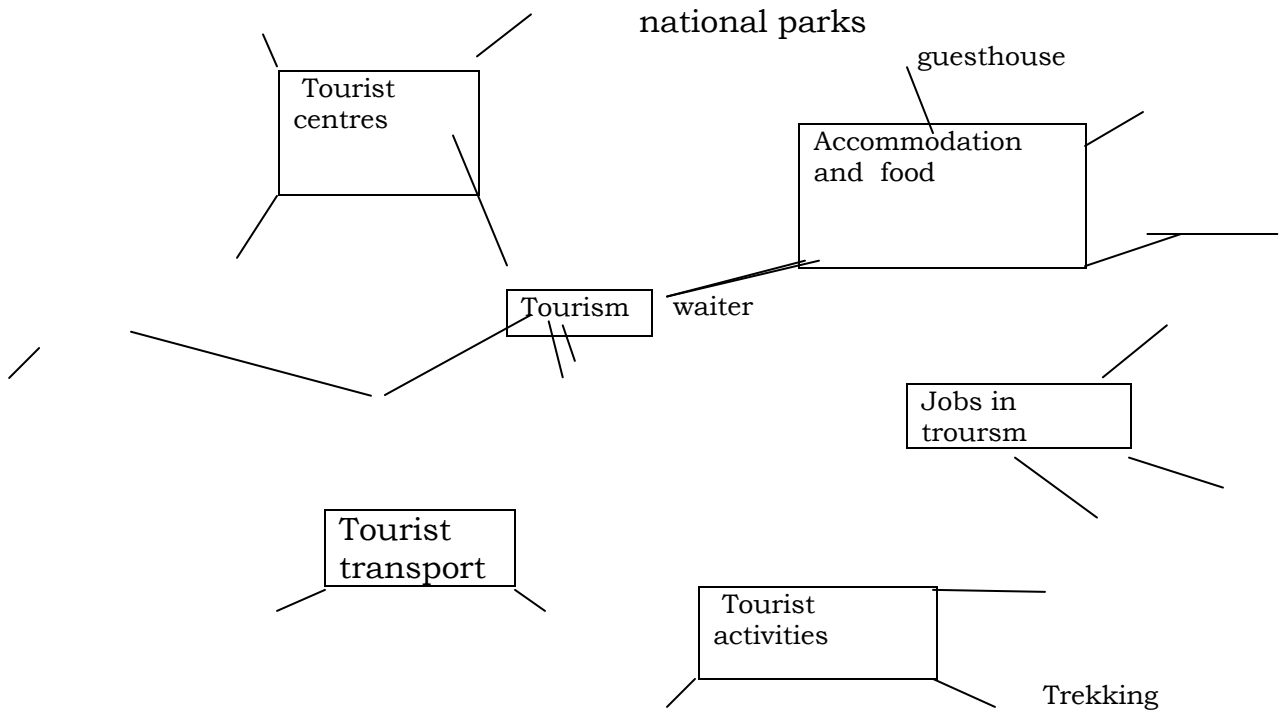 national parks
guesthouse
Tourist
centres
Accommodation
and food
Tourism
waiter
Jobs in
troursm
Tourist
transport
Tourist
activities
Trekking